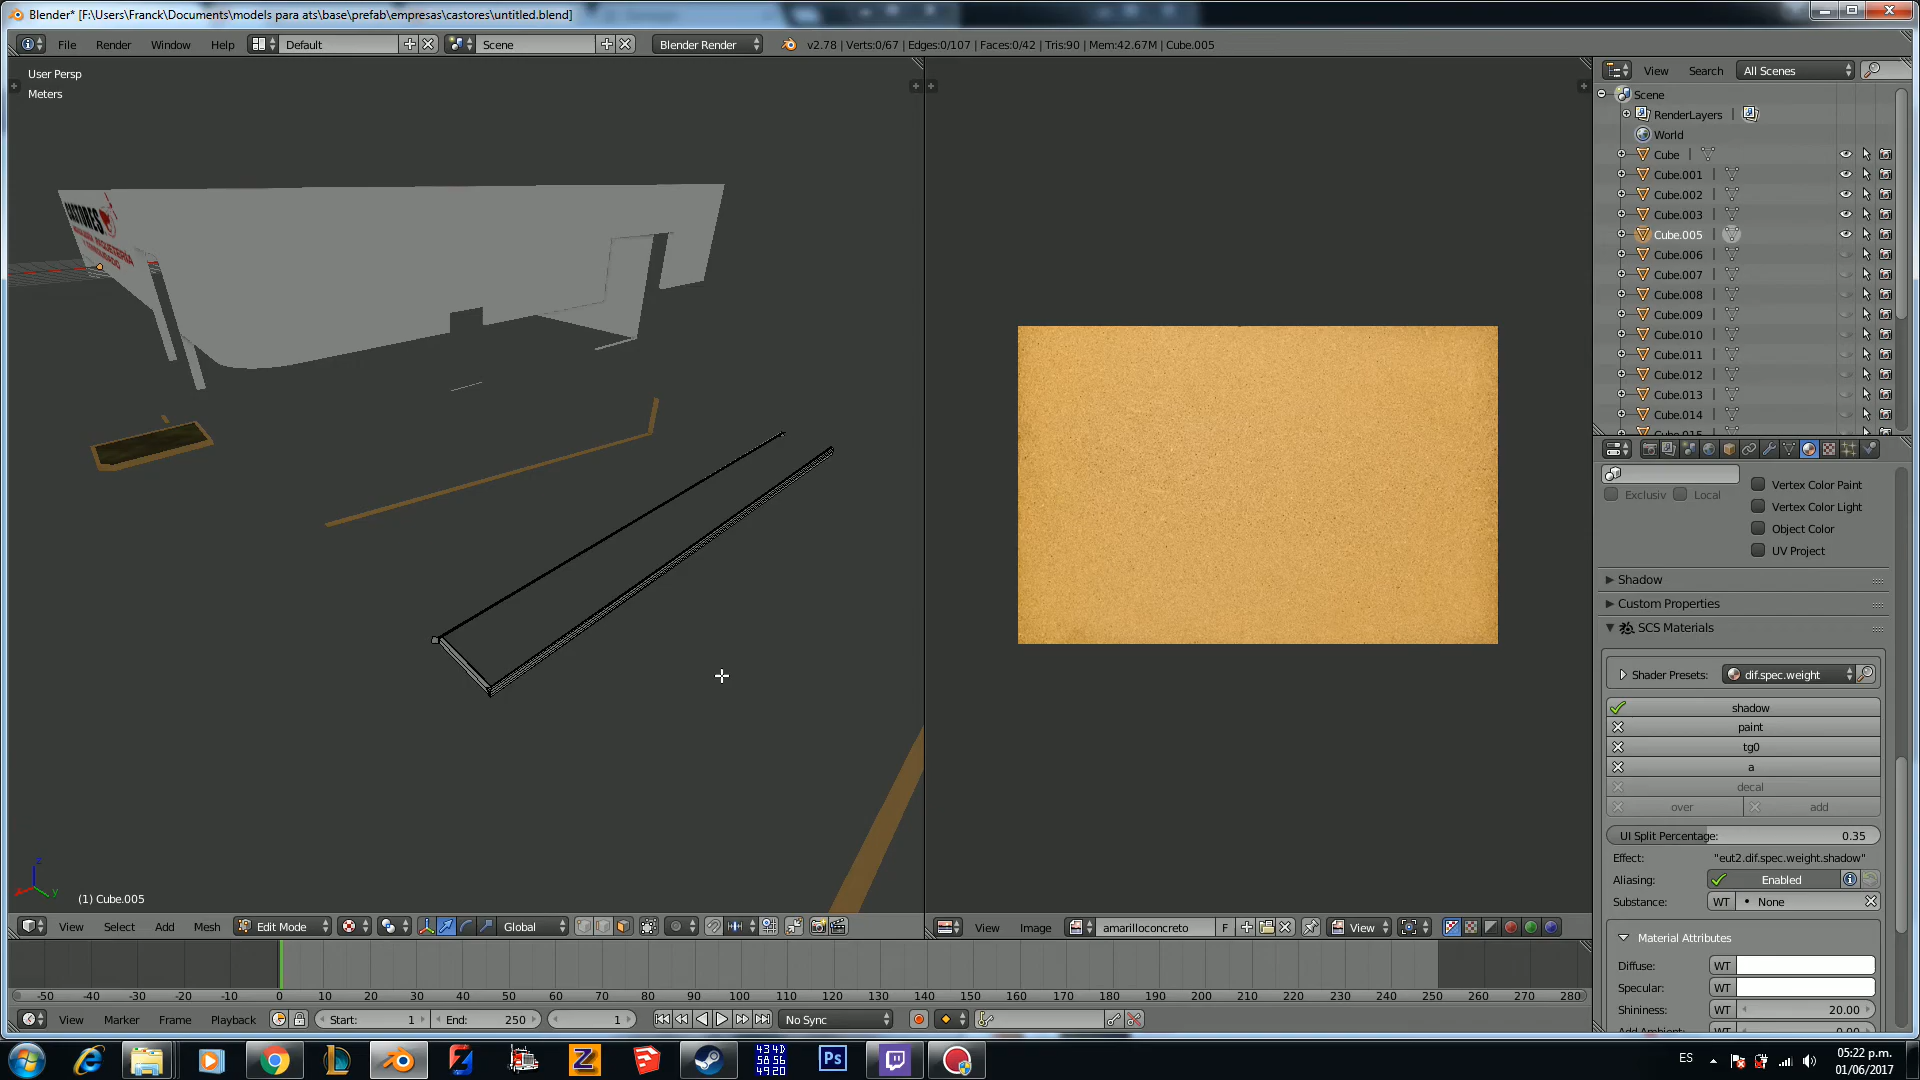 Blender* [F:\Users\Franck\Documents\models para ats\base\prefab\empresas\castores\untitled.blend]
File Render Window Help Default Scene Blender Render v2.78 | Verts:0/67 | Edges:0/107 | Faces:0/42 | Tris:90 | Mem:42.67M | Cube.005
User Persp
Meters
View Search All Scenes
Scene
RenderLayers
World
Cube
Cube.001
Cube.002
Cube.003
Cube.005
Cube.006
Cube.007
Cube.008
Cube.009
Cube.010
Cube.011
Cube.012
Cube.013
Cube.014
Exclusiv Local
Vertex Color Paint
Vertex Color Light
Object Color
UV Project
Shadow
Custom Properties
SCS Materials
Shader Presets: dif.spec.weight
shadow
paint
tg0
a
decal
over add
UI Split Percentage: 0.35
Effect: "eut2.dif.spec.weight.shadow"
Aliasing: Enabled
Substance: WT None
Material Attributes
Diffuse: WT
Specular: WT
Shininess: WT 20.00
(1) Cube.005
View Select Add Mesh Edit Mode Global
View Image amarilloconcreto F View
-50 -40 -30 -20 -10 0 10 20 30 40 50 60 70 80 90 100 110 120 130 140 150 160 170 180 190 200 210 220 230 240 250 260 270 280
View Marker Frame Playback Start: 1 End: 250 1 No Sync
434D
5856
4920
Ps
ES
05:22 p.m.
01/06/2017